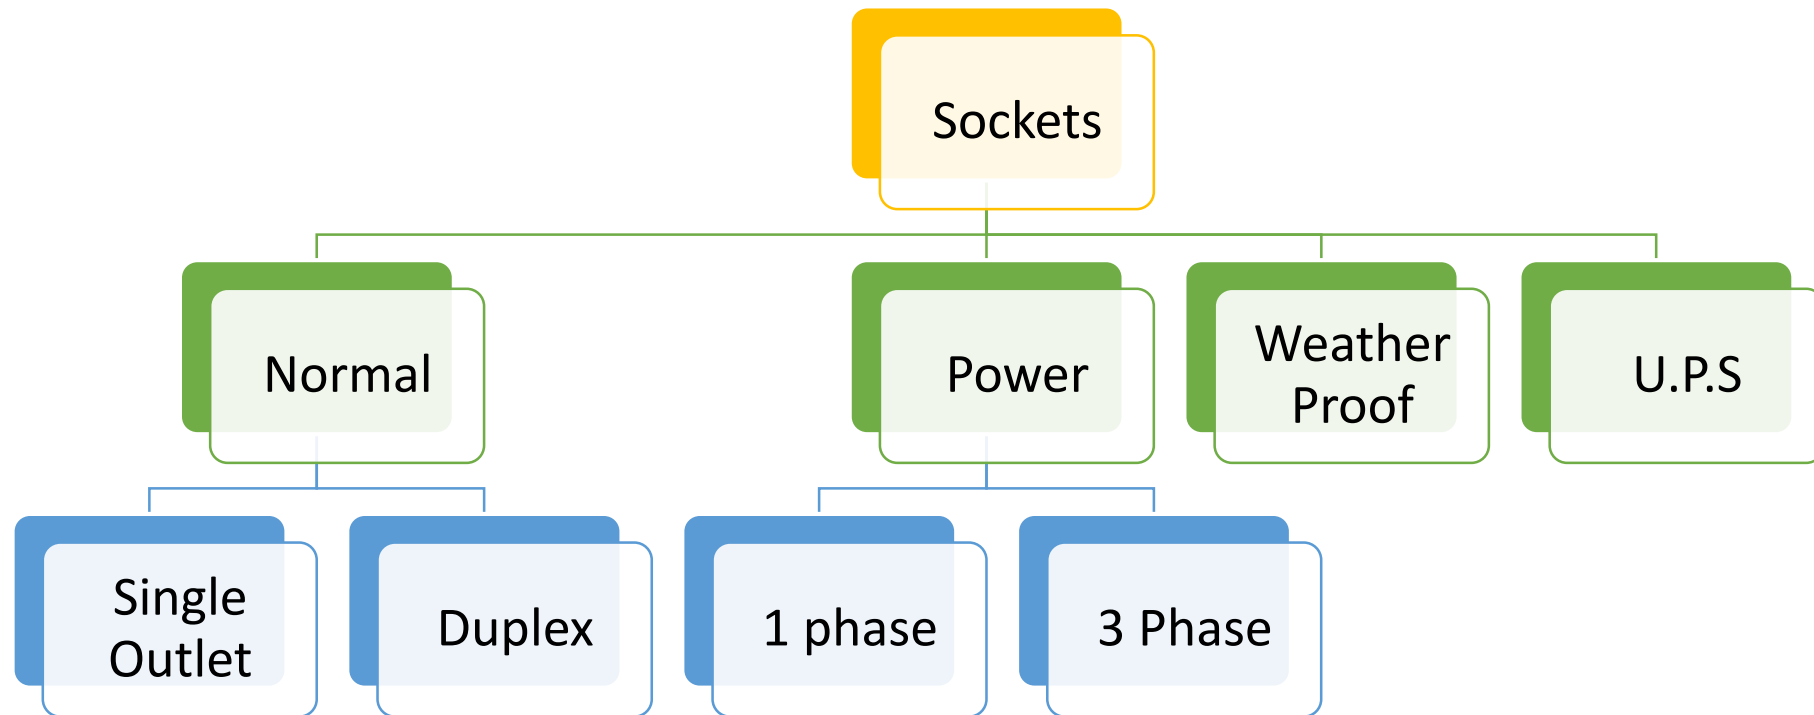 Sockets
Normal
Power
Weather
Proof
U.P.S
Single
Outlet
Duplex
1 phase
3 Phase